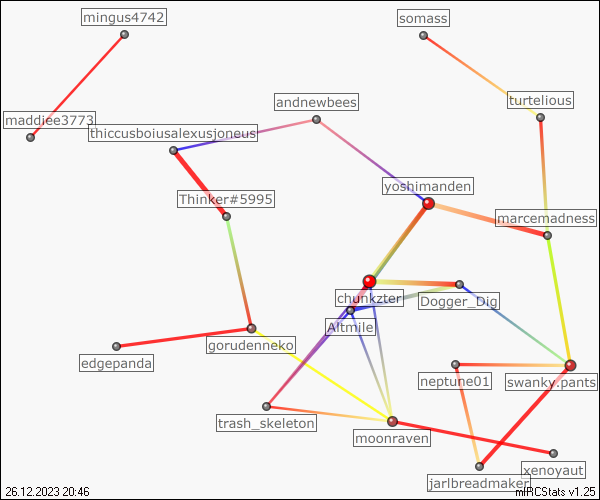 mingus4742
somass
maddiee3773
turtelious
andnewbees
thiccusboiusalexusjoneus
yoshimanden
Thinker#5995
marcemadness
chunkzter
Dogger_Dig
Altmile
gorudenneko
edgepanda
neptune01
swanky.pants
trash_skeleton
moonraven
xenoyaut
jarlbreadmaker
26.12.2023 20:46
mIRCStats v1.25